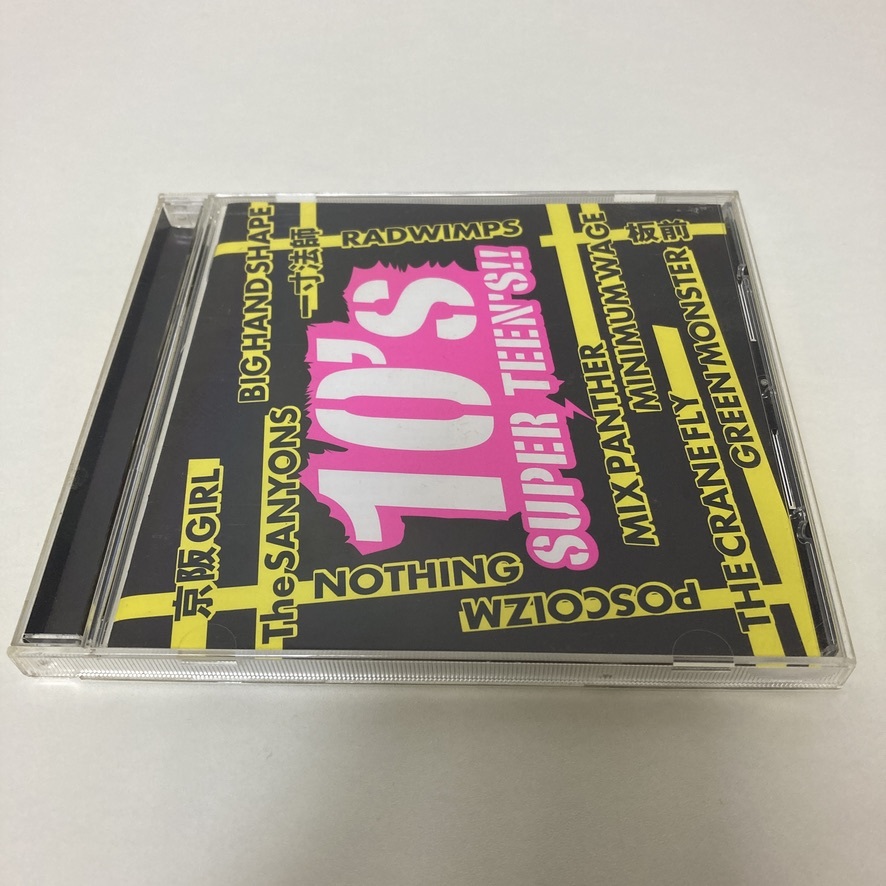 10'S
SUPER TEEN'S!!
RADWIMPS
BIG HAND SHAPE
一寸法師
京阪GIRL
The SANYONS
NOTHING
POSCOIZM
板前
MINIMUM WAGE
MIX PANTHER
GREEN MONSTER
THE CRANE FLY